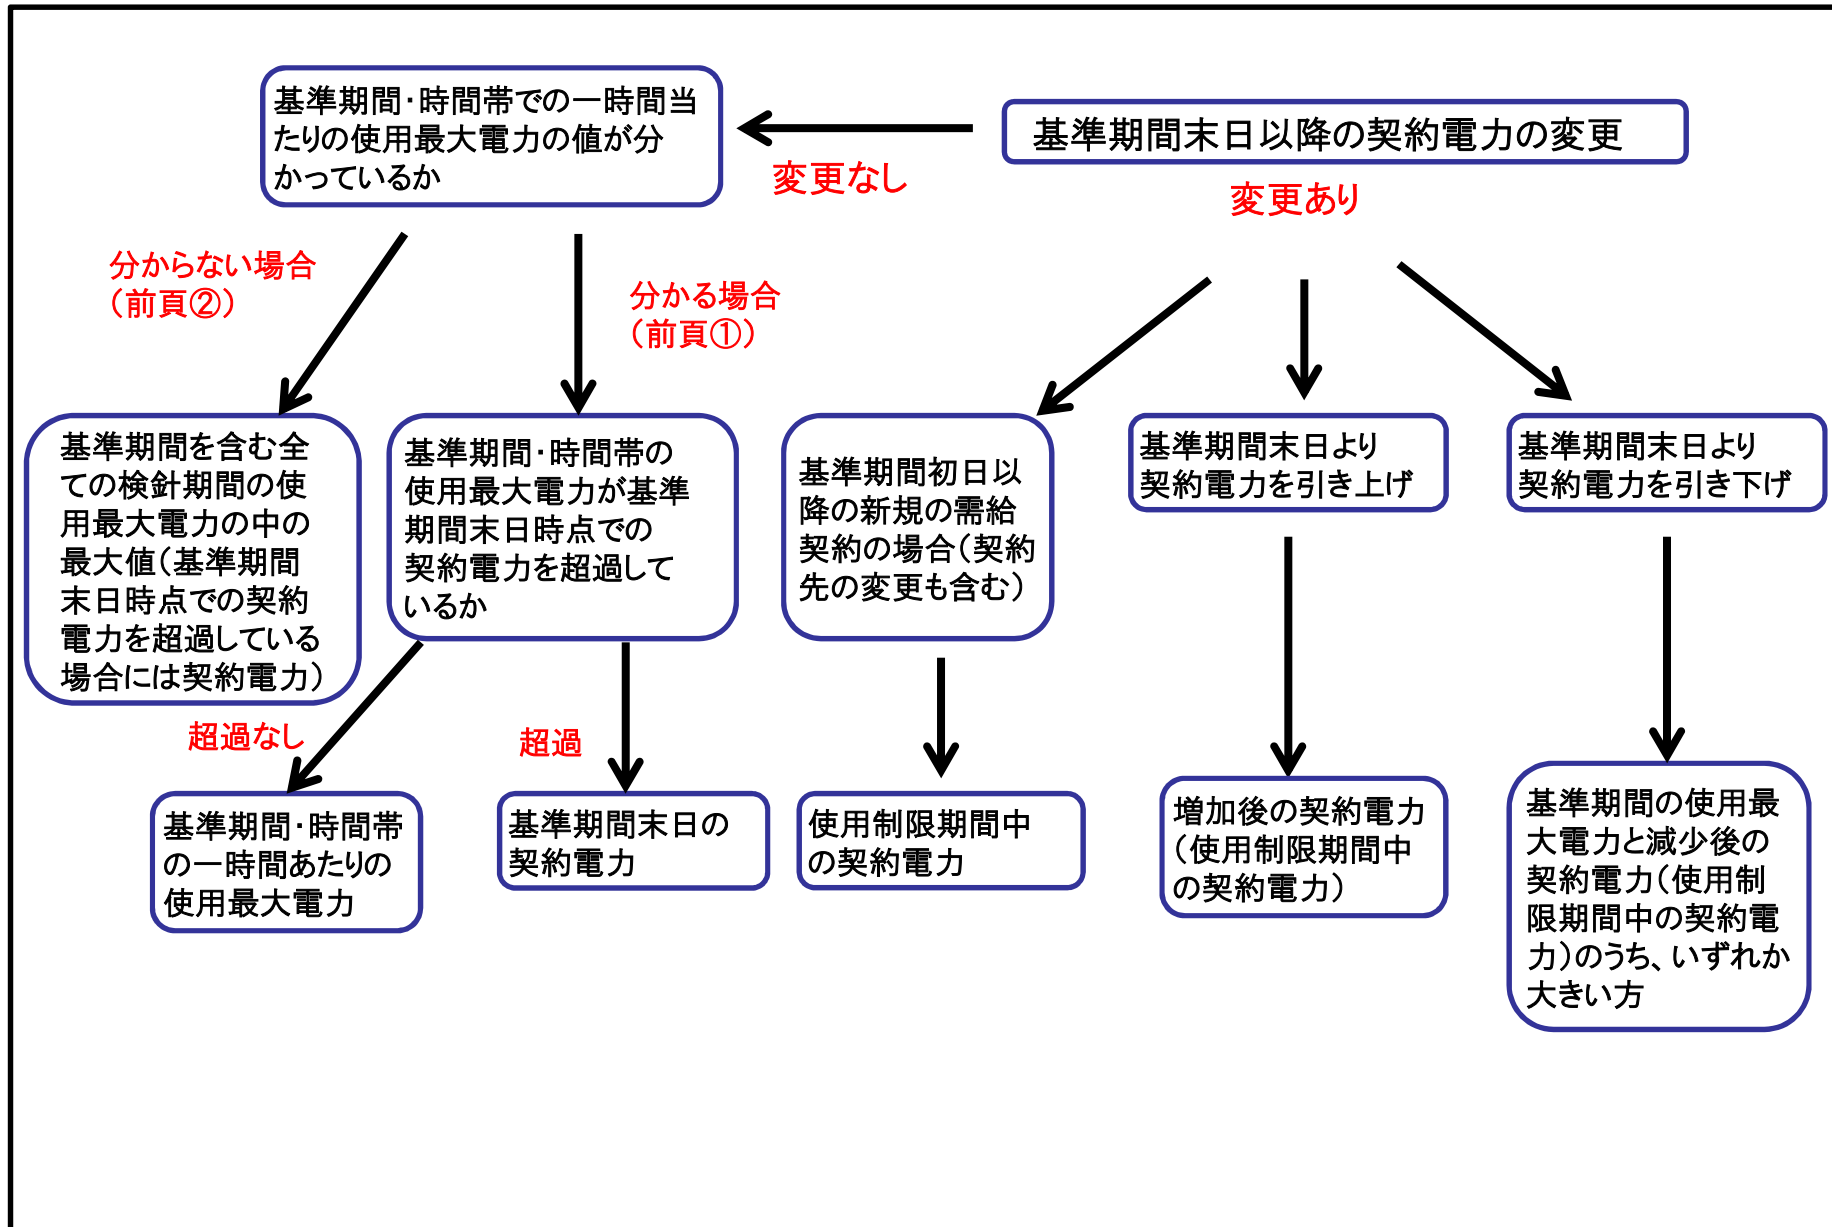 基準期間・時間帯での一時間当
たりの使用最大電力の値が分
かっているか
変更なし
基準期間末日以降の契約電力の変更
変更あり
分からない場合
（前頁②）
分かる場合
（前頁①）
基準期間を含む全
ての検針期間の使
用最大電力の中の
最大値（基準期間
末日時点での契約
電力を超過している
場合には契約電力）
基準期間・時間帯の
使用最大電力が基準
期間末日時点での
契約電力を超過して
いるか
基準期間初日以
降の新規の需給
契約の場合（契約
先の変更も含む）
基準期間末日より
契約電力を引き上げ
基準期間末日より
契約電力を引き下げ
超過なし
超過
基準期間・時間帯
の一時間あたりの
使用最大電力
基準期間末日の
契約電力
使用制限期間中
の契約電力
増加後の契約電力
（使用制限期間中
の契約電力）
基準期間の使用最
大電力と減少後の
契約電力（使用制
限期間中の契約電
力）のうち、いずれか
大きい方